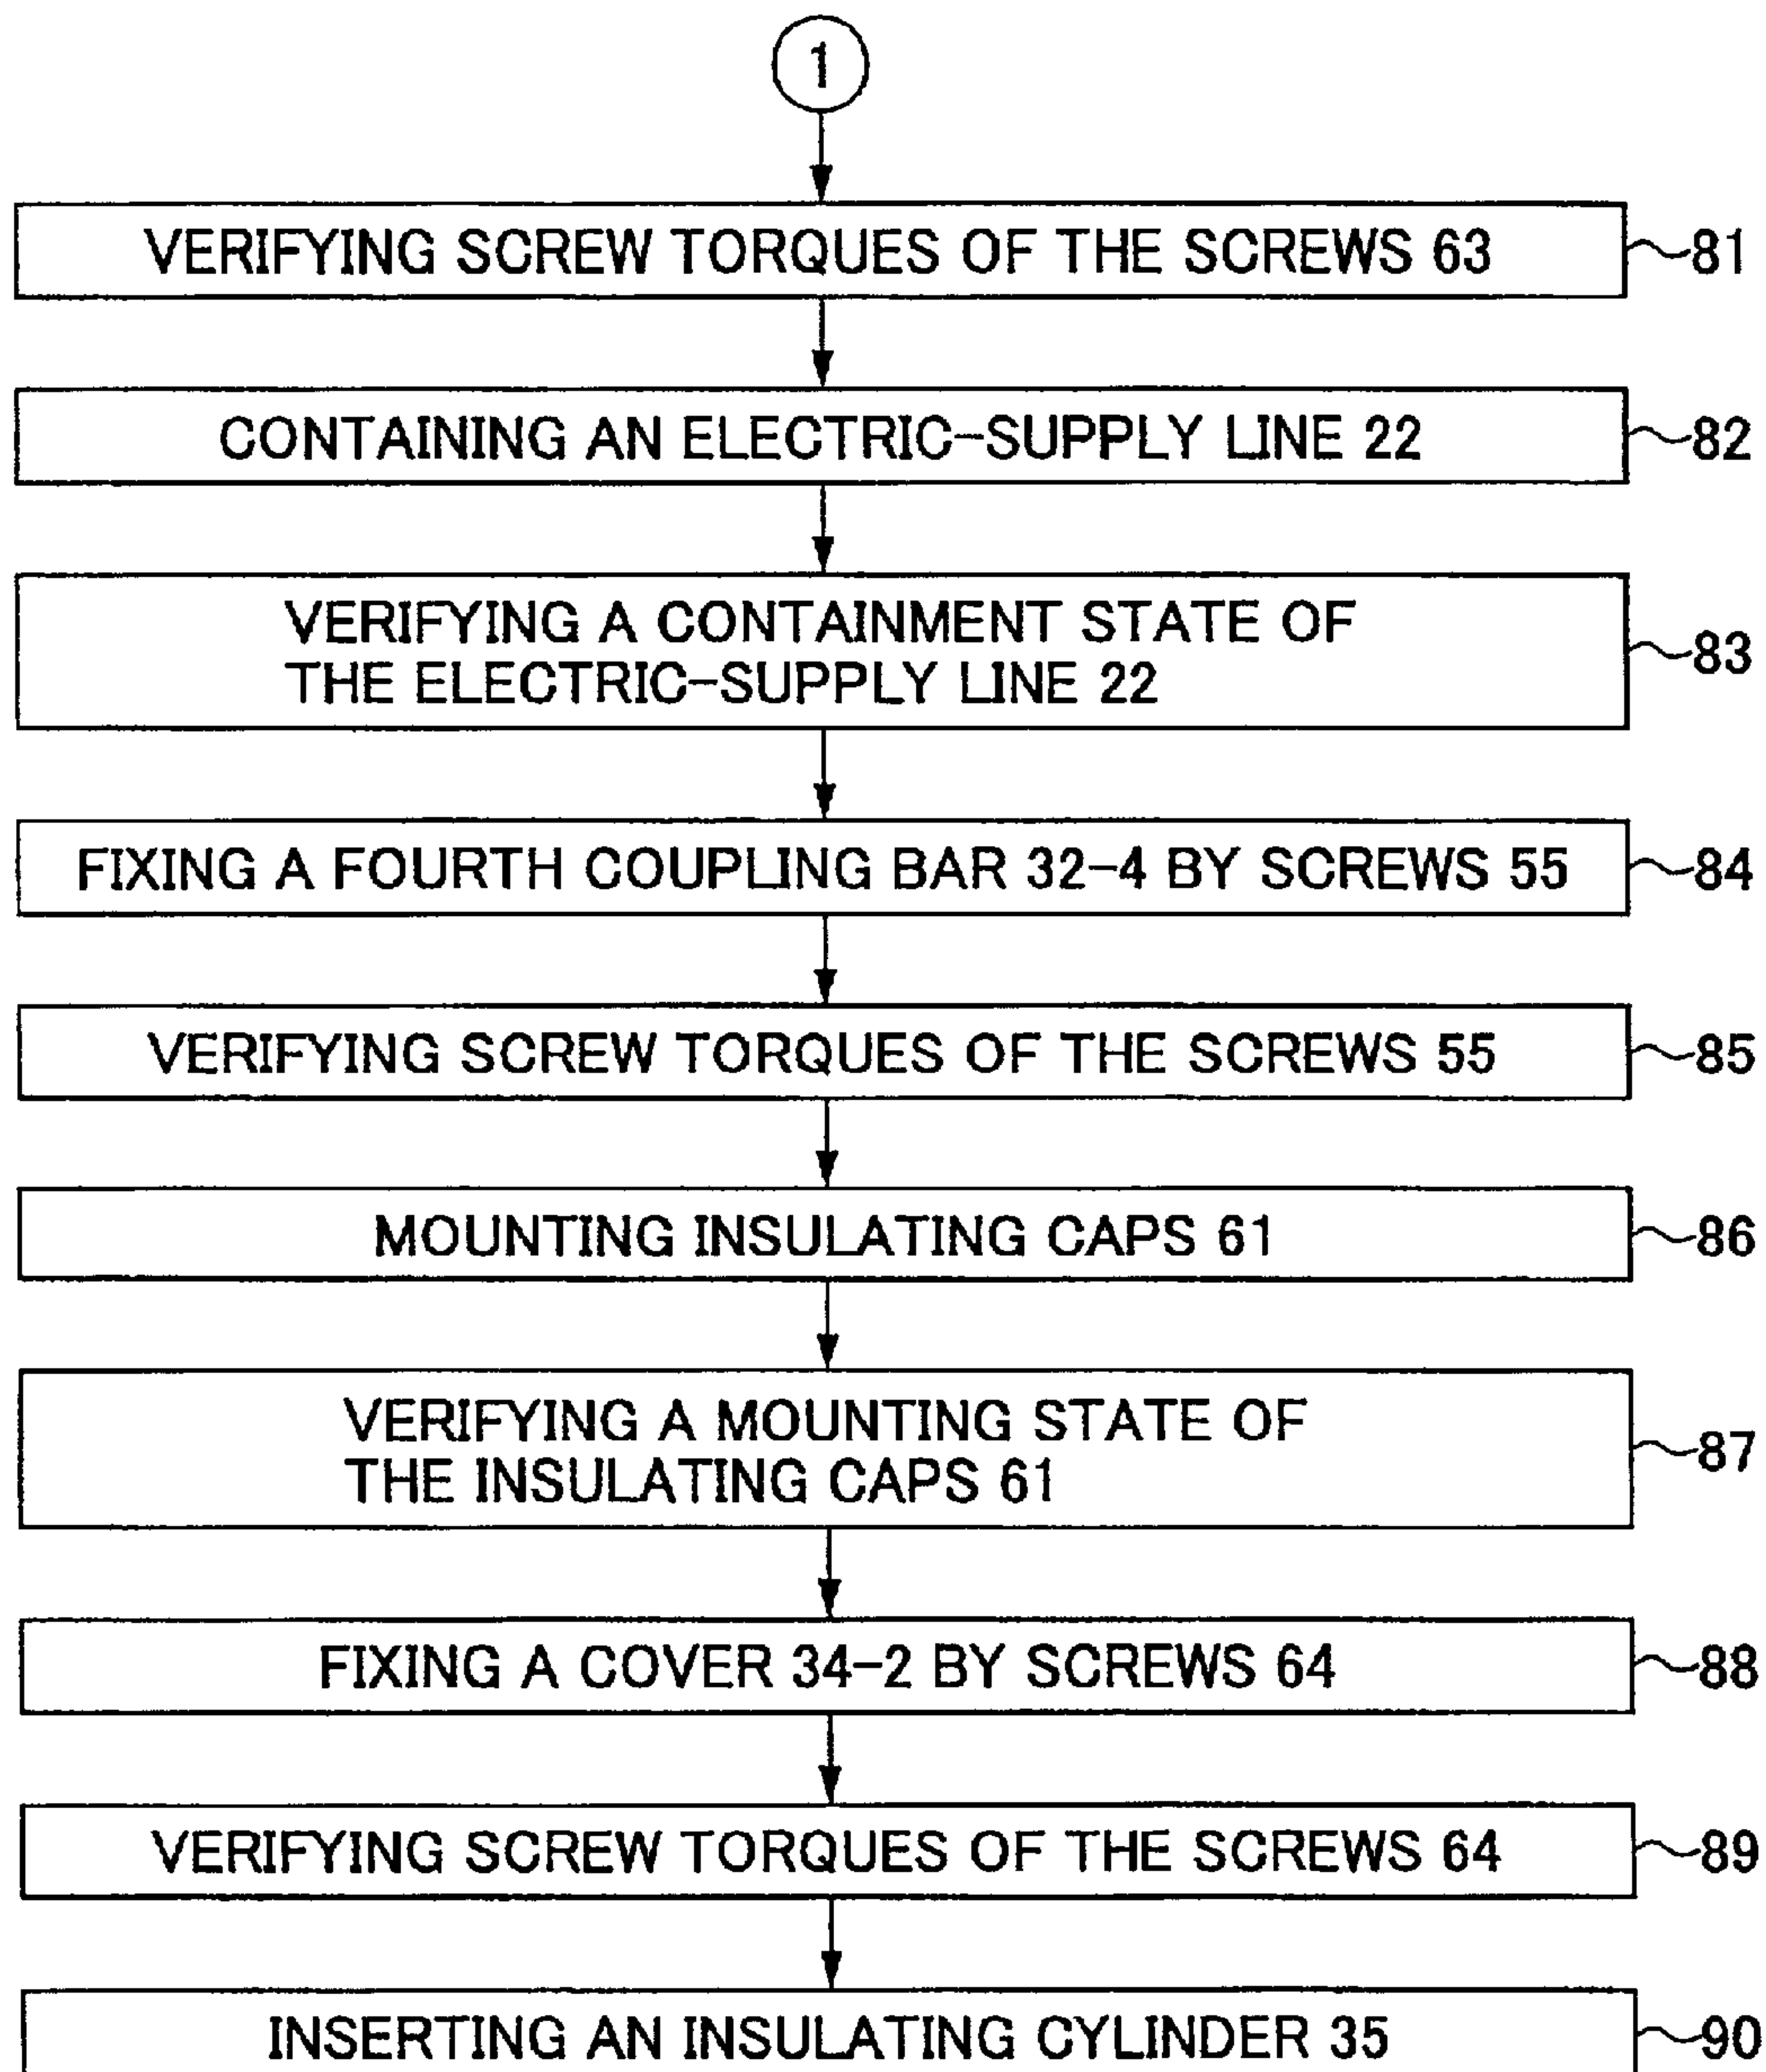 1
VERIFYING SCREW TORQUES OF THE SCREWS 63
81
CONTAINING AN ELECTRIC-SUPPLY LINE 22
82
VERIFYING A CONTAINMENT STATE OF
THE ELECTRIC-SUPPLY LINE 22
83
FIXING A FOURTH COUPLING BAR 32-4 BY SCREWS 55
84
VERIFYING SCREW TORQUES OF THE SCREWS 55
85
MOUNTING INSULATING CAPS 61
86
VERIFYING A MOUNTING STATE OF
THE INSULATING CAPS 61
87
FIXING A COVER 34-2 BY SCREWS 64
88
VERIFYING SCREW TORQUES OF THE SCREWS 64
89
INSERTING AN INSULATING CYLINDER 35
90